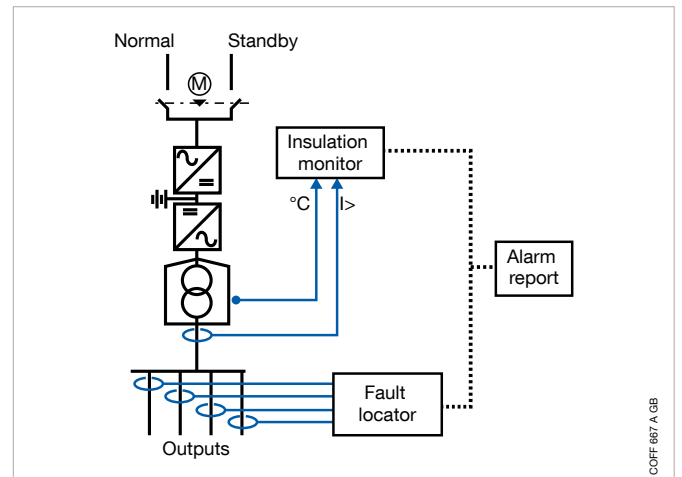 Normal
Standby
M
Insulation
monitor
°C
I>
Alarm
report
Fault
locator
Outputs
COFF 667 A GB